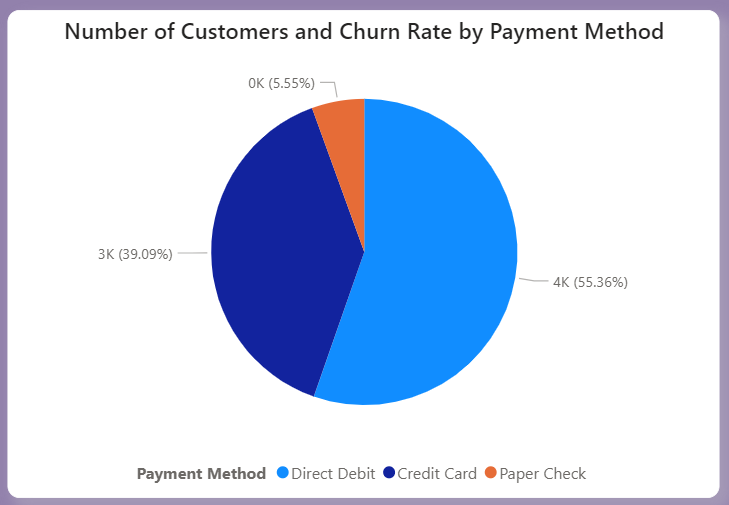 Number of Customers and Churn Rate by Payment Method
0K (5.55%)
3K (39.09%)
4K (55.36%)
Payment Method Direct Debit Credit Card Paper Check